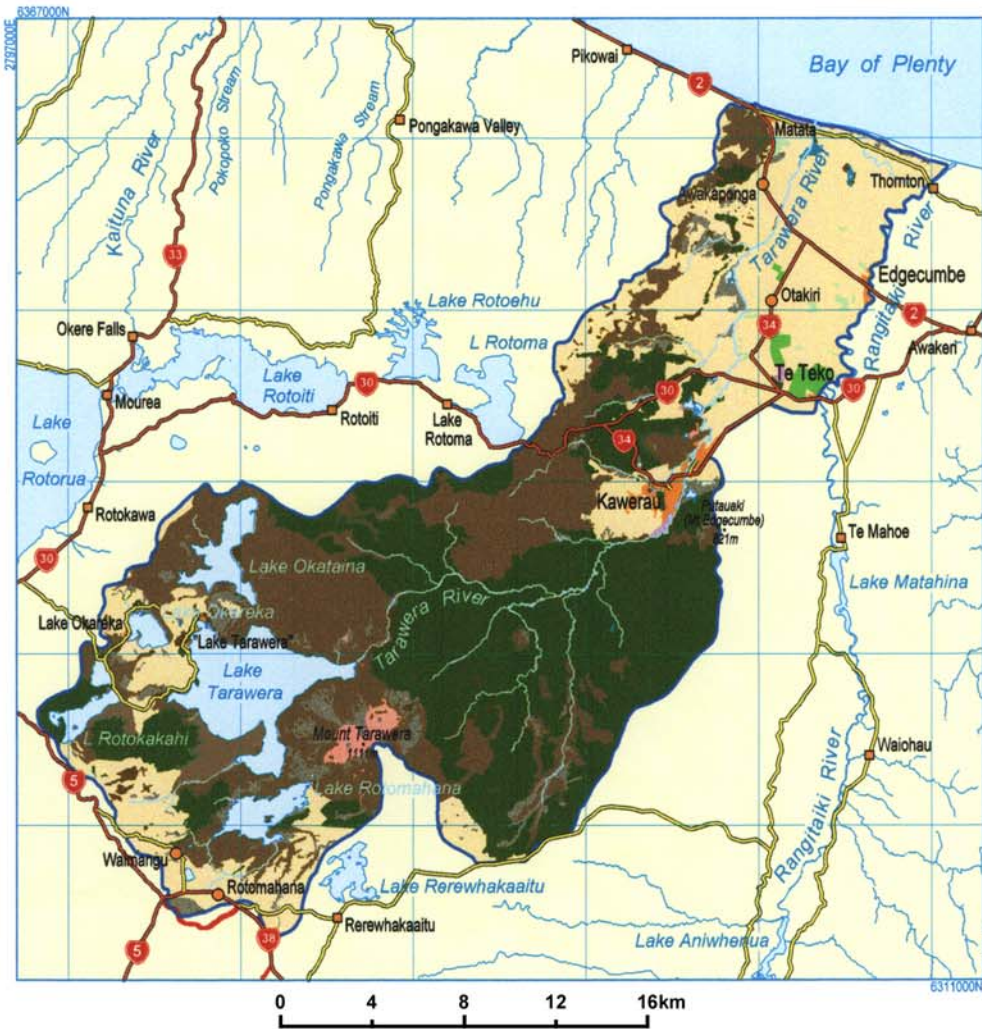 6367000N
2797000E
Pikowai
Bay of Plenty
2
Kaituna River
Pokopoko Stream
Pongakawa Stream
Pongakawa Valley
Matata
Awakaponga
Tarawera River
Thornton
33
Rangitaiki River
Edgecumbe
Lake Rotoehu
Otakiri
2
Okere Falls
L Rotoma
34
Awakeri
Te Teko
Lake
Rotoiti
30
30
30
Mourea
Rotoiti
Lake
Rotoma
Lake
Rotorua
34
Kawerau
Putauaki
(Mt Edgecumbe)
821m
Rotokawa
Te Mahoe
30
Lake Okataina
Lake Matahina
Tarawera River
Lake Okareka
Lake Okareka
"Lake Tarawera"
Lake
Tarawera
L Rotokakahi
Mount Tarawera
1111m
Waiohau
5
Lake Rotomahana
Rangitaiki River
Waimangu
Rotomahana
Lake Rerewhakaaitu
Rerewhakaaitu
5
38
Lake Aniwhenua
6311000N
0 4 8 12 16km